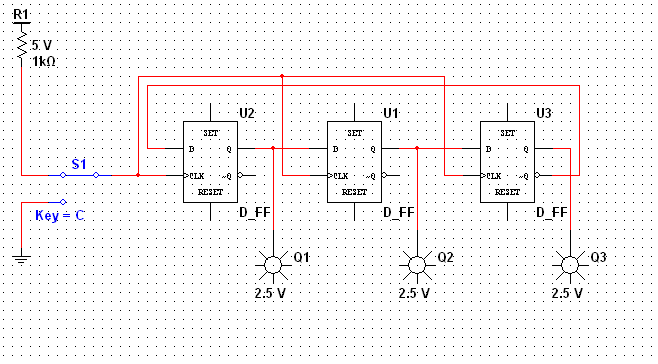 R1
5 V
1kΩ
S1
Key = C
U2
SET
D Q
CLK ~Q
RESET
D_FF
U1
SET
D Q
CLK ~Q
RESET
D_FF
U3
SET
D Q
CLK ~Q
RESET
D_FF
Q1
2.5 V
Q2
2.5 V
Q3
2.5 V